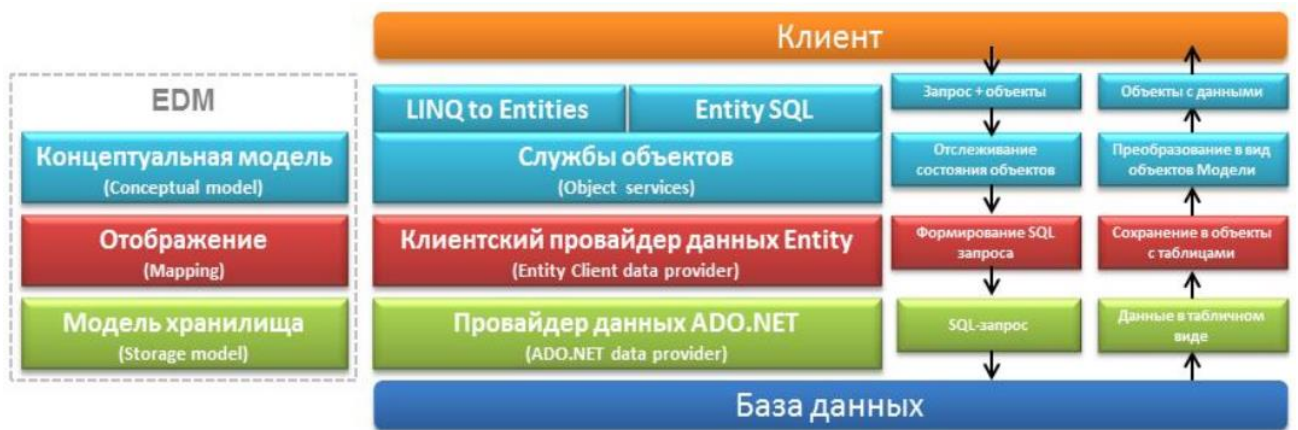 Клиент
EDM
Концептуальная модель
(Conceptual model)
Отображение
(Mapping)
Модель хранилища
(Storage model)
LINQ to Entities
Entity SQL
Службы объектов
(Object services)
Клиентский провайдер данных Entity
(Entity Client data provider)
Провайдер данных ADO.NET
(ADO.NET data provider)
Запрос + объекты
Отслеживание
состояния объектов
Формирование SQL
запроса
SQL-запрос
Объекты с данными
Преобразование в вид
объектов Модели
Сохранение в объекты
с таблицами
Данные в табличном
виде
База данных